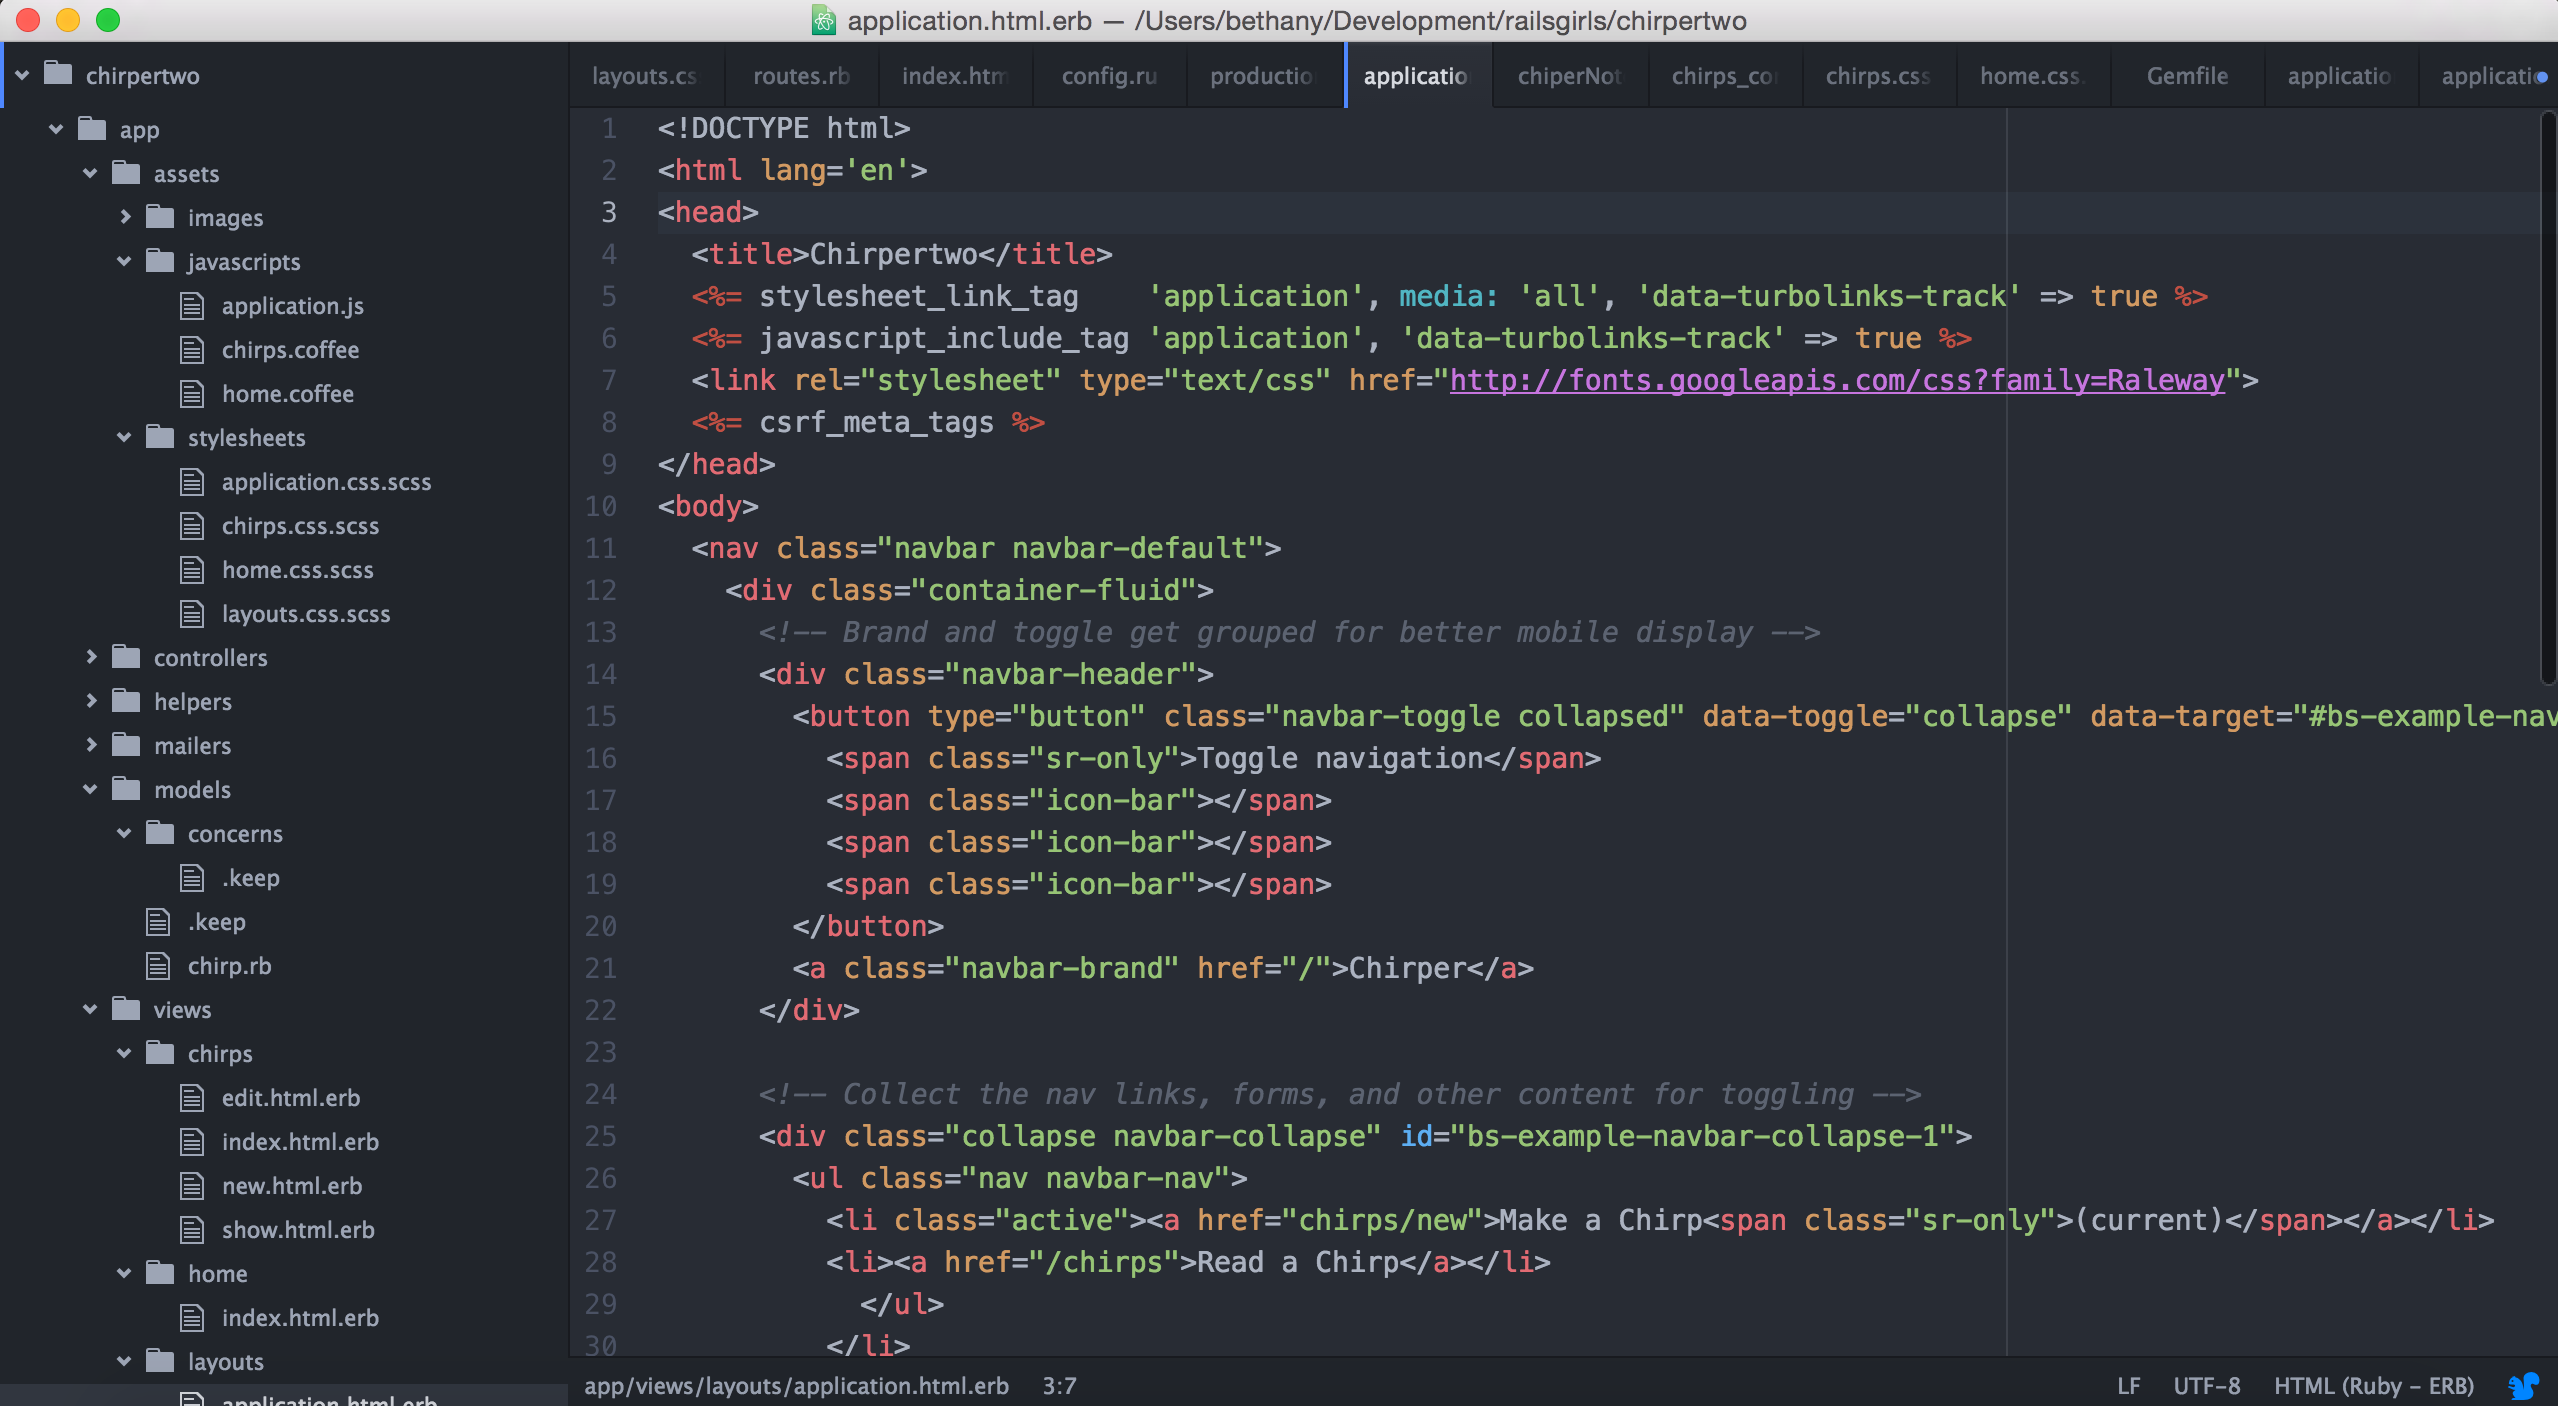 application.html.erb — /Users/bethany/Development/railsgirls/chirpertwo
chirpertwo
app
assets
images
javascripts
application.js
chirps.coffee
home.coffee
stylesheets
application.css.scss
chirps.css.scss
home.css.scss
layouts.css.scss
controllers
helpers
mailers
models
concerns
.keep
.keep
chirp.rb
views
chirps
edit.html.erb
index.html.erb
new.html.erb
show.html.erb
home
index.html.erb
layouts
application.html.erb
layouts.cs routes.rb index.htm config.ru productio applicatio chiperNot chirps_co chirps.css home.css. Gemfile applicatio applicatio
1 <!DOCTYPE html>
2 <html lang='en'>
3 <head>
4 <title>Chirpertwo</title>
5 <%= stylesheet_link_tag    'application', media: 'all', 'data-turbolinks-track' => true %>
6 <%= javascript_include_tag 'application', 'data-turbolinks-track' => true %>
7 <link rel="stylesheet" type="text/css" href="http://fonts.googleapis.com/css?family=Raleway">
8 <%= csrf_meta_tags %>
9 </head>
10 <body>
11 <nav class="navbar navbar-default">
12 <div class="container-fluid">
13 <!-- Brand and toggle get grouped for better mobile display -->
14 <div class="navbar-header">
15 <button type="button" class="navbar-toggle collapsed" data-toggle="collapse" data-target="#bs-example-nav
16 <span class="sr-only">Toggle navigation</span>
17 <span class="icon-bar"></span>
18 <span class="icon-bar"></span>
19 <span class="icon-bar"></span>
20 </button>
21 <a class="navbar-brand" href="/">Chirper</a>
22 </div>
23
24 <!-- Collect the nav links, forms, and other content for toggling -->
25 <div class="collapse navbar-collapse" id="bs-example-navbar-collapse-1">
26 <ul class="nav navbar-nav">
27 <li class="active"><a href="chirps/new">Make a Chirp<span class="sr-only">(current)</span></a></li>
28 <li><a href="/chirps">Read a Chirp</a></li>
29 </ul>
30 </li>
app/views/layouts/application.html.erb 3:7 LF UTF-8 HTML (Ruby – ERB)